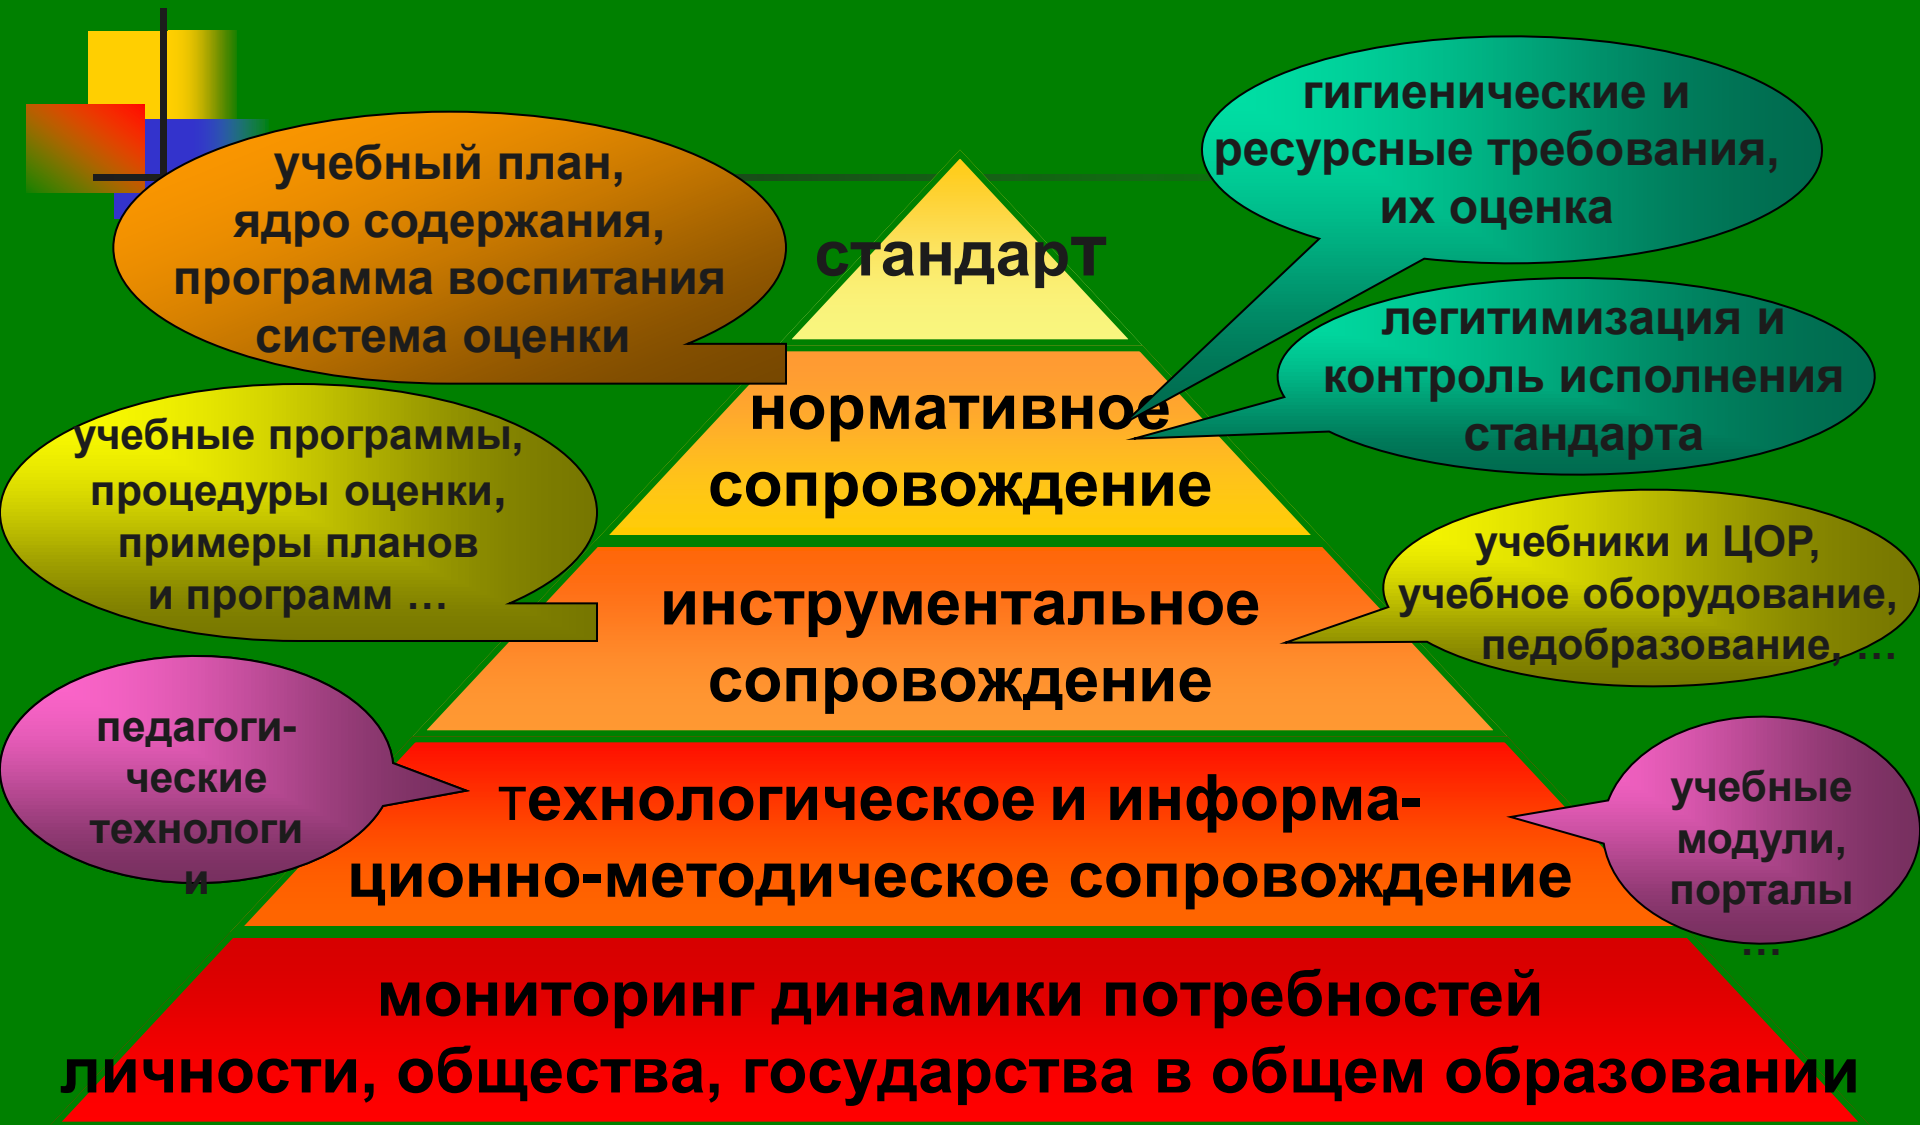 учебный план,
ядро содержания,
программа воспитания
система оценки
гигиенические и
ресурсные требования,
их оценка
стандарт
легитимизация и
контроль исполнения
стандарта
нормативное
сопровождение
учебные программы,
процедуры оценки,
примеры планов
и программ ...
учебники и ЦОР,
учебное оборудование,
педобразование, ...
инструментальное
сопровождение
педагоги-
ческие
технологи
и
технологическое и информа-
ционно-методическое сопровождение
учебные
модули,
порталы
...
мониторинг динамики потребностей
личности, общества, государства в общем образовании